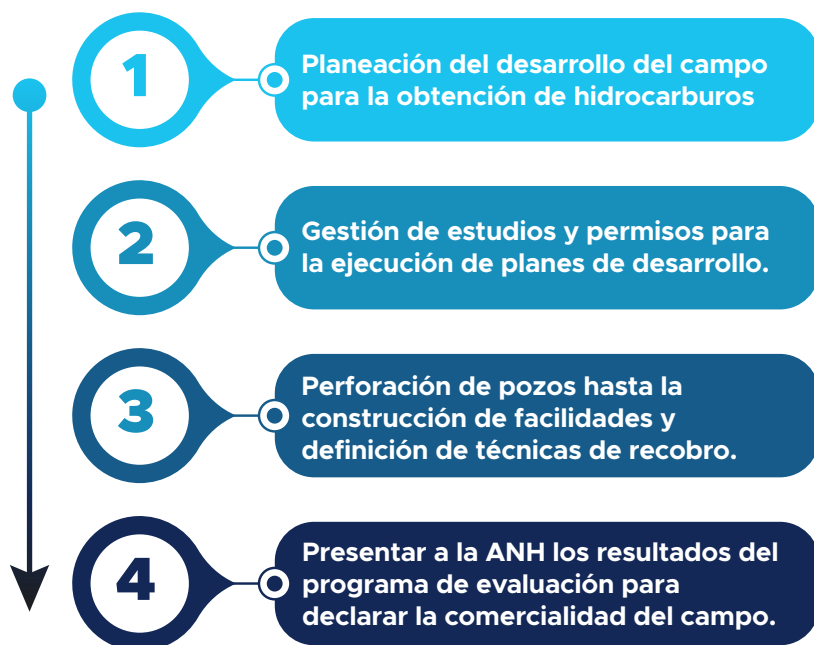 1
Planeación del desarrollo del campo
para la obtención de hidrocarburos
2
Gestión de estudios y permisos para
la ejecución de planes de desarrollo.
3
Perforación de pozos hasta la
construcción de facilidades y
definición de técnicas de recobro.
4
Presentar a la ANH los resultados del
programa de evaluación para
declarar la comercialidad del campo.